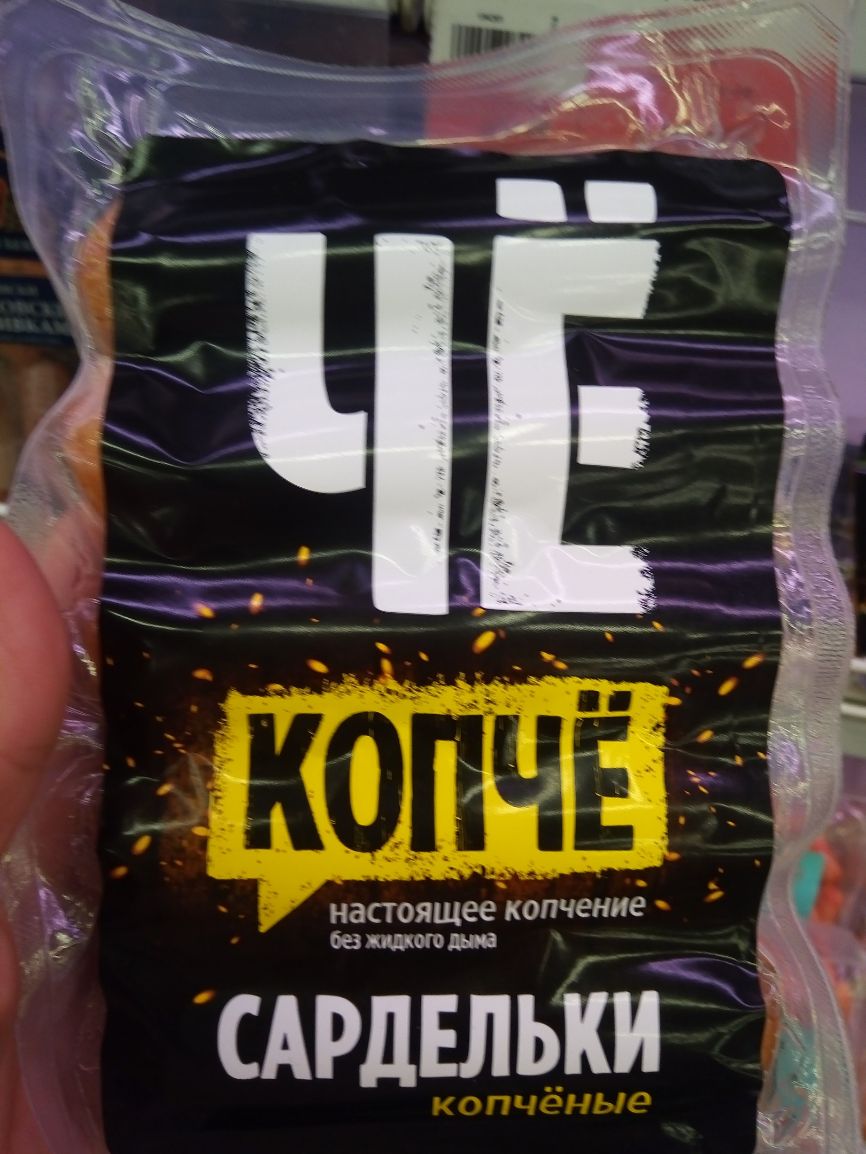 ЧЁ
КОПЧЁ
настоящее копчение
без жидкого дыма
САРДЕЛЬКИ
копчёные